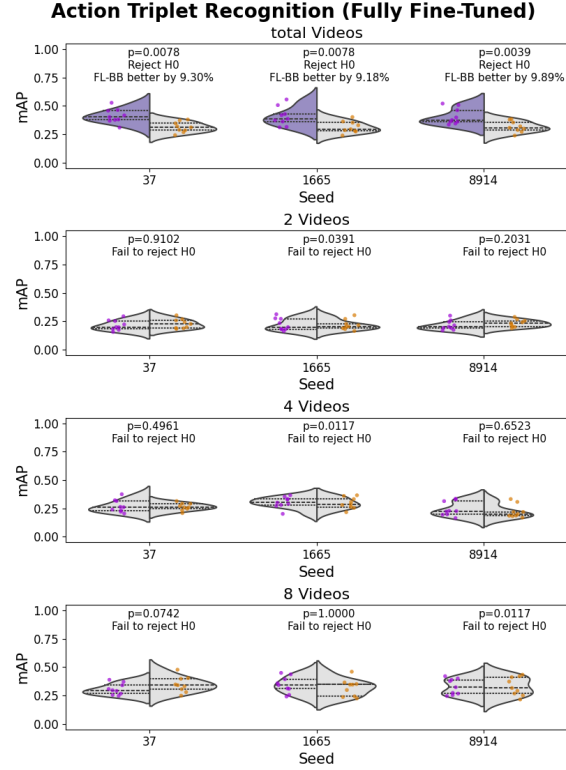 Action Triplet Recognition (Fully Fine-Tuned)
total Videos
mAP
1.00
0.75
0.50
0.25
0.00
p=0.0078
Reject H0
FL-BB better by 9.30%
p=0.0078
Reject H0
FL-BB better by 9.18%
p=0.0039
Reject H0
FL-BB better by 9.89%
37
1665
8914
Seed
2 Videos
mAP
1.00
0.75
0.50
0.25
0.00
p=0.9102
Fail to reject H0
p=0.0391
Fail to reject H0
p=0.2031
Fail to reject H0
37
1665
8914
Seed
4 Videos
mAP
1.00
0.75
0.50
0.25
0.00
p=0.4961
Fail to reject H0
p=0.0117
Fail to reject H0
p=0.6523
Fail to reject H0
37
1665
8914
Seed
8 Videos
mAP
1.00
0.75
0.50
0.25
0.00
p=0.0742
Fail to reject H0
p=1.0000
Fail to reject H0
p=0.0117
Fail to reject H0
37
1665
8914
Seed